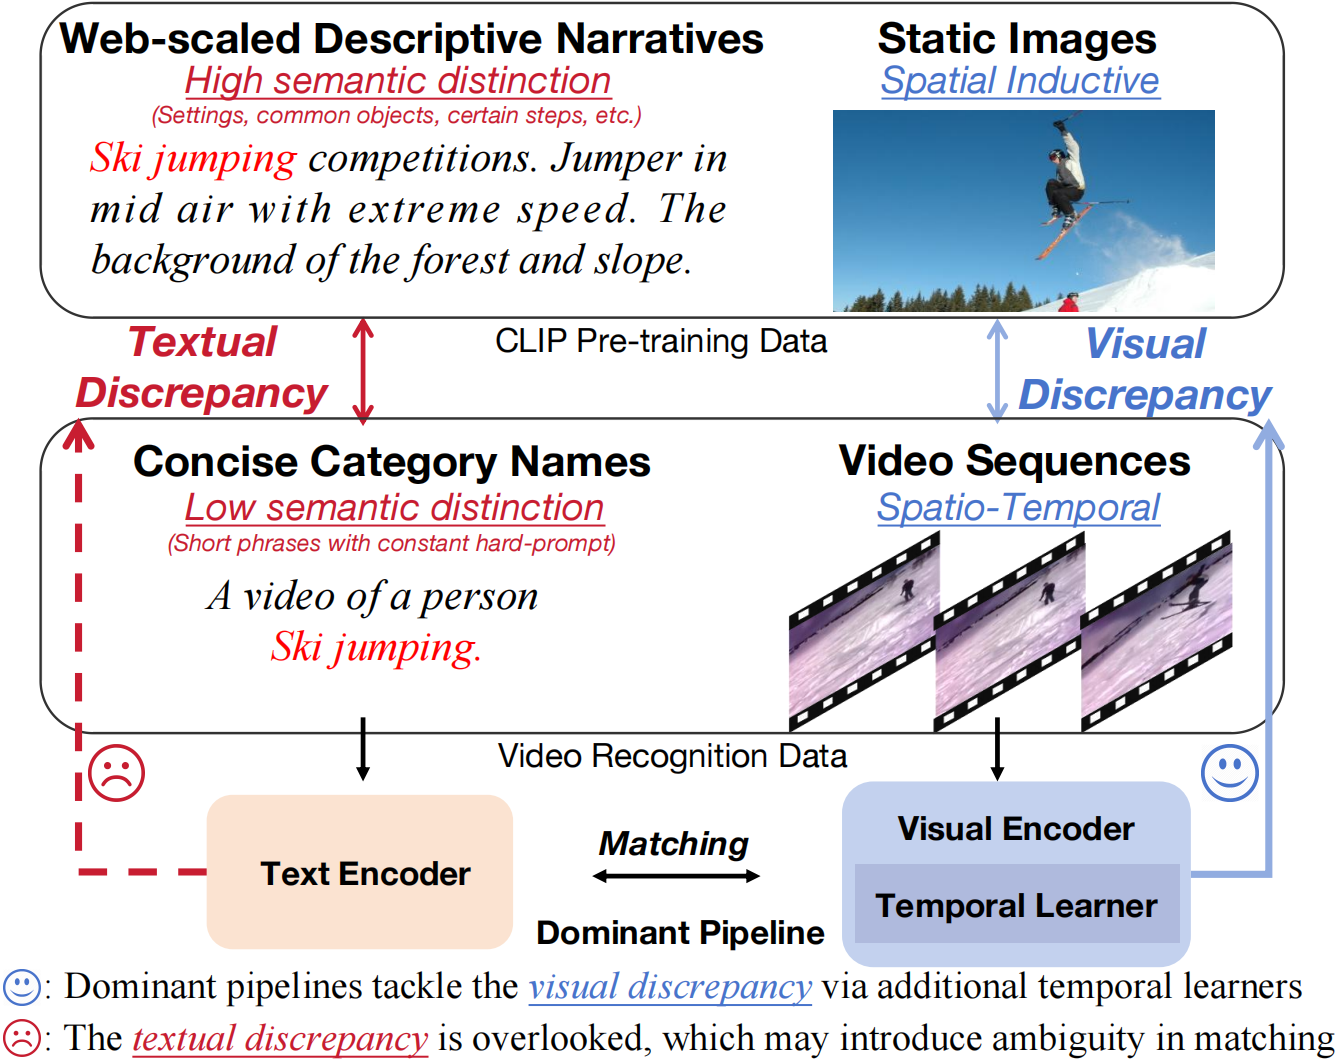 Web-scaled Descriptive Narratives
High semantic distinction
(Settings, common objects, certain steps, etc.)
Ski jumping competitions. Jumper in
mid air with extreme speed. The
background of the forest and slope.
Static Images
Spatial Inductive
Textual
Discrepancy
CLIP Pre-training Data
Visual
Discrepancy
Concise Category Names
Low semantic distinction
(Short phrases with constant hard-prompt)
A video of a person
Ski jumping.
Video Sequences
Spatio-Temporal
Video Recognition Data
Text Encoder
Matching
Dominant Pipeline
Visual Encoder
Temporal Learner
: Dominant pipelines tackle the visual discrepancy via additional temporal learners
: The textual discrepancy is overlooked, which may introduce ambiguity in matching